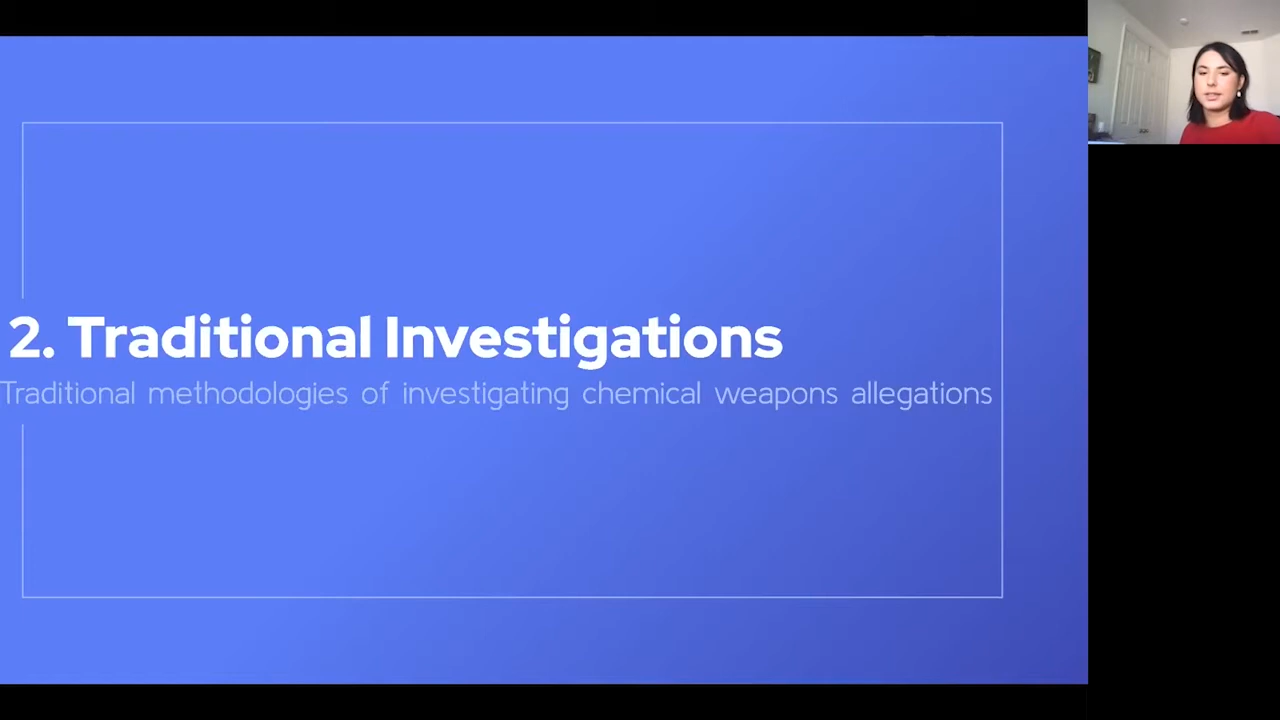 2. Traditional Investigations
Traditional methodologies of investigating chemical weapons allegations